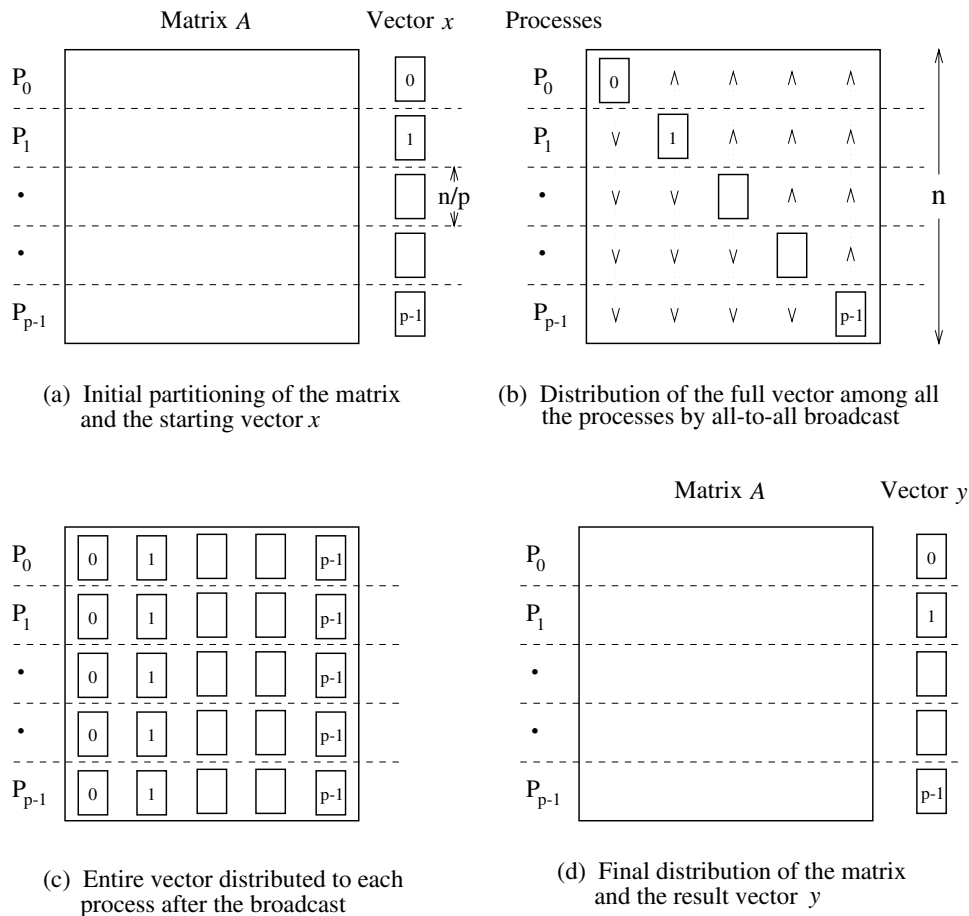 Matrix A Vector x Processes
P0 0 0
P1 1 1
n/p n
Pp-1 p-1 p-1
(a) Initial partitioning of the matrix
and the starting vector x
(b) Distribution of the full vector among all
the processes by all-to-all broadcast
Matrix A Vector y
P0 0 1 p-1 P0 0
P1 0 1 p-1 P1 1
• 0 1 p-1 •
• 0 1 p-1 •
Pp-1 0 1 p-1 Pp-1 p-1
(c) Entire vector distributed to each
process after the broadcast
(d) Final distribution of the matrix
and the result vector y